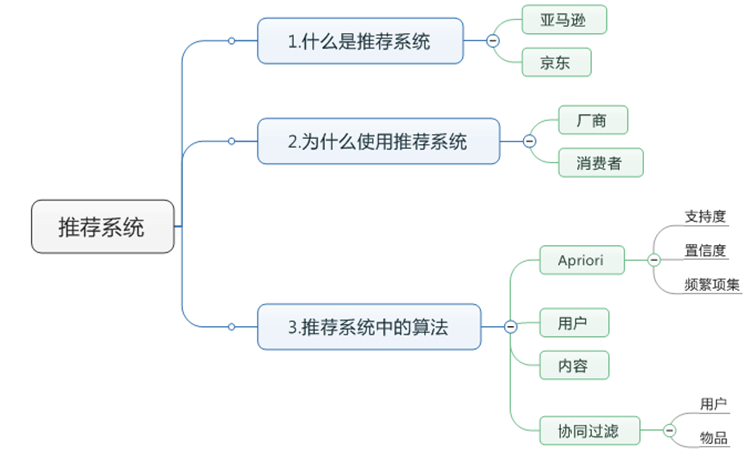 推荐系统
1.什么是推荐系统
亚马逊
京东
2.为什么使用推荐系统
厂商
消费者
3.推荐系统中的算法
Apriori
支持度
置信度
频繁项集
用户
内容
协同过滤
用户
物品